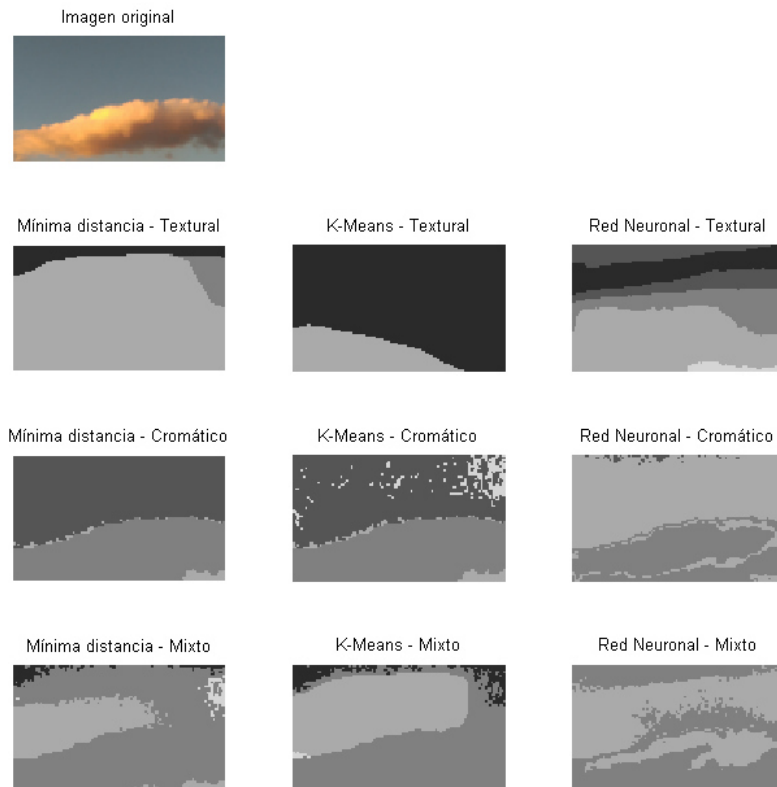 Imagen original
Mínima distancia - Textural
K-Means - Textural
Red Neuronal - Textural
Mínima distancia - Cromático
K-Means - Cromático
Red Neuronal - Cromático
Mínima distancia - Mixto
K-Means - Mixto
Red Neuronal - Mixto